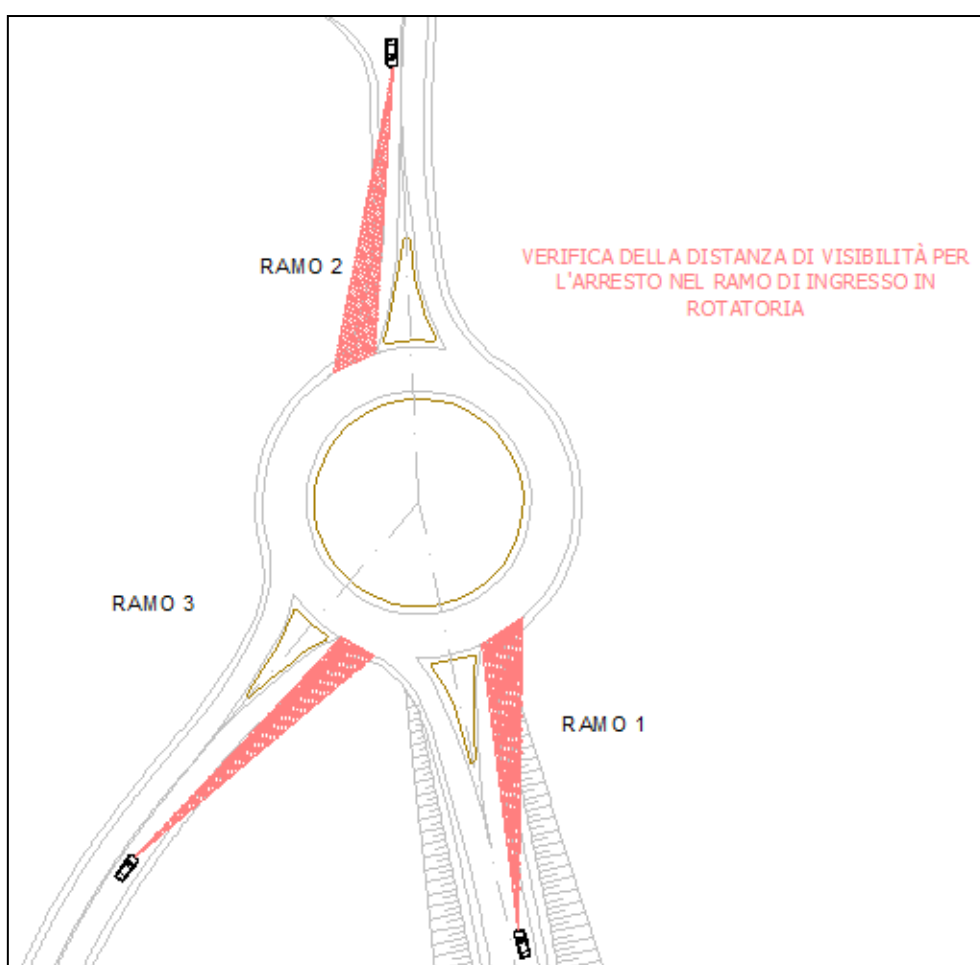 RAMO 2
VERIFICA DELLA DISTANZA DI VISIBILITÀ PER
L'ARRESTO NEL RAMO DI INGRESSO IN
ROTATORIA
RAMO 3
RAMO 1